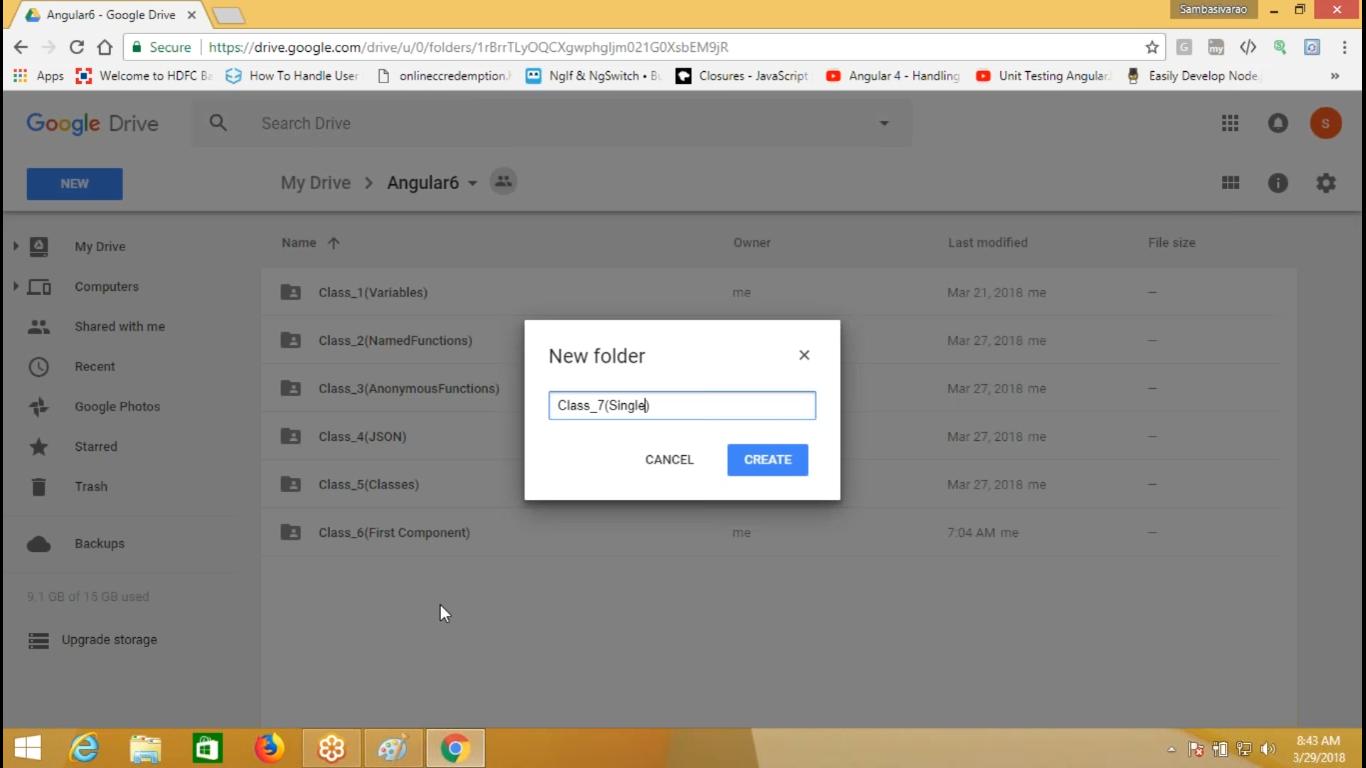 Angular6 - Google Drive
Sambasivarao
Secure
https://drive.google.com/drive/u/0/folders/1rBrrTLyOQCXgwphgIjm021G0XsbEM9jR
Apps Welcome to HDFC Ba How To Handle User onlineccredemption. NgIf & NgSwitch • Bu Closures - JavaScript Angular 4 - Handling Unit Testing Angular Easily Develop Node. »
Google Drive
Search Drive
S
NEW
My Drive > Angular6
My Drive
Computers
Shared with me
Recent
Google Photos
Starred
Trash
Backups
9.1 GB of 15 GB used
Upgrade storage
Name Owner Last modified File size
Class_1(Variables) me Mar 21, 2018 me —
Class_2(NamedFunctions) Mar 27, 2018 me —
Class_3(AnonymousFunctions) Mar 27, 2018 me —
Class_4(JSON) Mar 27, 2018 me —
Class_5(Classes) Mar 27, 2018 me —
Class_6(First Component) me 7:04 AM me —
New folder
Class_7(Single)
CANCEL CREATE
8:43 AM
3/29/2018